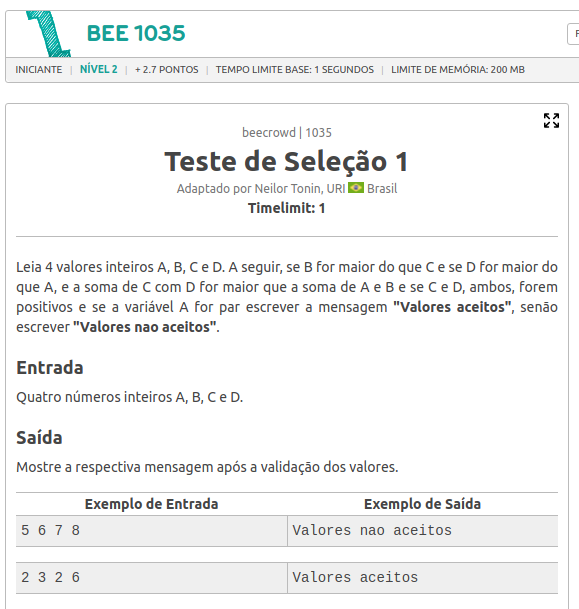 BEE 1035
F
INICIANTE | NÍVEL 2 | + 2.7 PONTOS | TEMPO LIMITE BASE: 1 SEGUNDOS | LIMITE DE MEMÓRIA: 200 MB
beecrowd | 1035
Teste de Seleção 1
Adaptado por Neilor Tonin, URI Brasil
Timelimit: 1
Leia 4 valores inteiros A, B, C e D. A seguir, se B for maior do que C e se D for maior do
que A, e a soma de C com D for maior que a soma de A e B e se C e D, ambos, forem
positivos e se a variável A for par escrever a mensagem "Valores aceitos", senão
escrever "Valores nao aceitos".
Entrada
Quatro números inteiros A, B, C e D.
Saída
Mostre a respectiva mensagem após a validação dos valores.
Exemplo de Entrada Exemplo de Saída
5 6 7 8 Valores nao aceitos
2 3 2 6 Valores aceitos